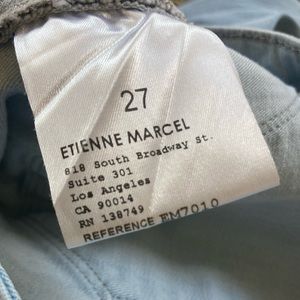 27
ETIENNE MARCEL
818 South Broadway St.
Suite 301
Los Angeles
CA 90014
RN 138749
REFERENCE EM7010